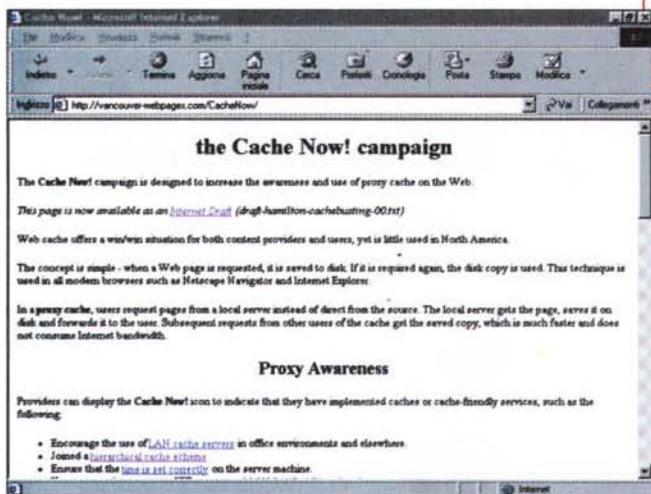 Cache Now! - Microsoft Internet Explorer
File Modifica Visualizza Preferiti Strumenti ?
Indietro Termina Aggiorna Pagina iniziale Cerca Preferiti Cronologia Posta Stampa Modifica
Indirizzo http://vancouver-webpages.com/CacheNow/ Vai Collegamenti
the Cache Now! campaign
The Cache Now! campaign is designed to increase the awareness and use of proxy cache on the Web.
This page is now available as an Internet Draft (draft-hamilton-cachebusting-00.txt)
Web cache offers a win/win situation for both content providers and users, yet is little used in North America.
The concept is simple - when a Web page is requested, it is saved to disk. If it is required again, the disk copy is used. This technique is
used in all modern browsers such as Netscape Navigator and Internet Explorer.
In a proxy cache, users request pages from a local server instead of direct from the source. The local server gets the page, saves it on
disk and forwards it to the user. Subsequent requests from other users of the cache get the saved copy, which is much faster and does
not consume Internet bandwidth.
Proxy Awareness
Providers can display the Cache Now! icon to indicate that they have implemented caches or cache-friendly services, such as the
following:
• Encourage the use of LAN cache servers in office environments and elsewhere.
• Joined a hierarchical cache scheme
• Ensure that the time is set correctly on the server machine.
Internet